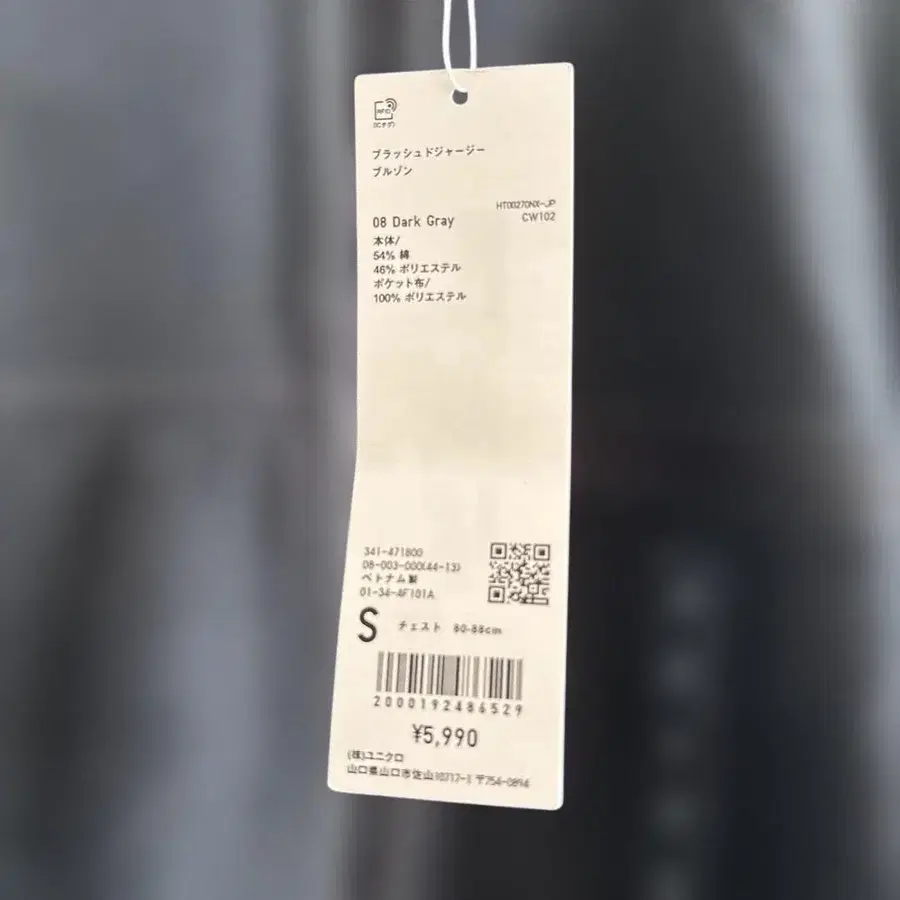 RFID
(ICタグ)
ブラッシュドジャージー
ブルゾン
HT00270NX-JP
08 Dark Gray
CW102
本体/
54% 綿
46% ポリエステル
ポケット布/
100% ポリエステル
341-471800
08-003-000(44-13)
ベトナム製
01-34-4F101A
S チェスト 80-88cm
2000192486529
¥5,990
(株)ユニクロ
山口県山口市佐山10717-1 〒754-0894